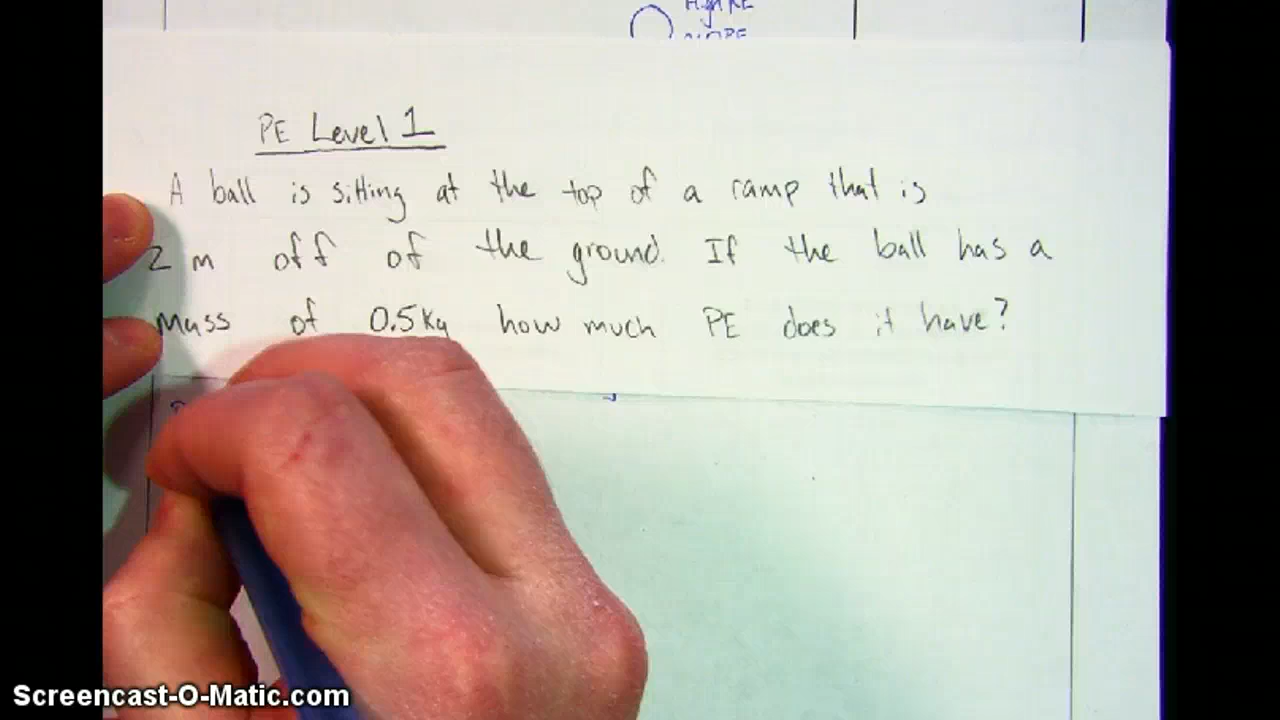 PE Level 1
A ball is sitting at the top of a ramp that is
2 m off of the ground. If the ball has a
mass of 0.5kg how much PE does it have?
Screencast-O-Matic.com